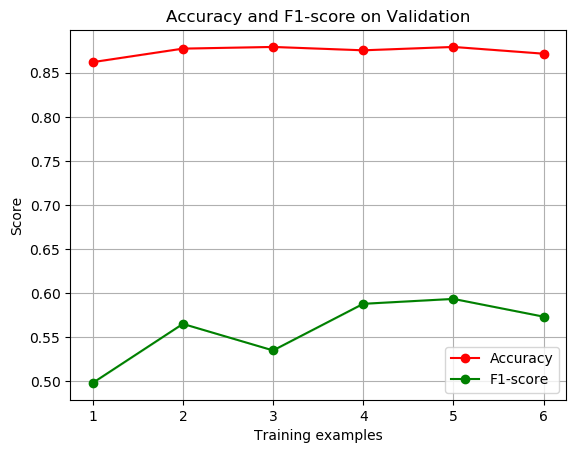 Accuracy and F1-score on Validation
Score
0.85
0.80
0.75
0.70
0.65
0.60
0.55
0.50
Accuracy
F1-score
1 2 3 4 5 6
Training examples